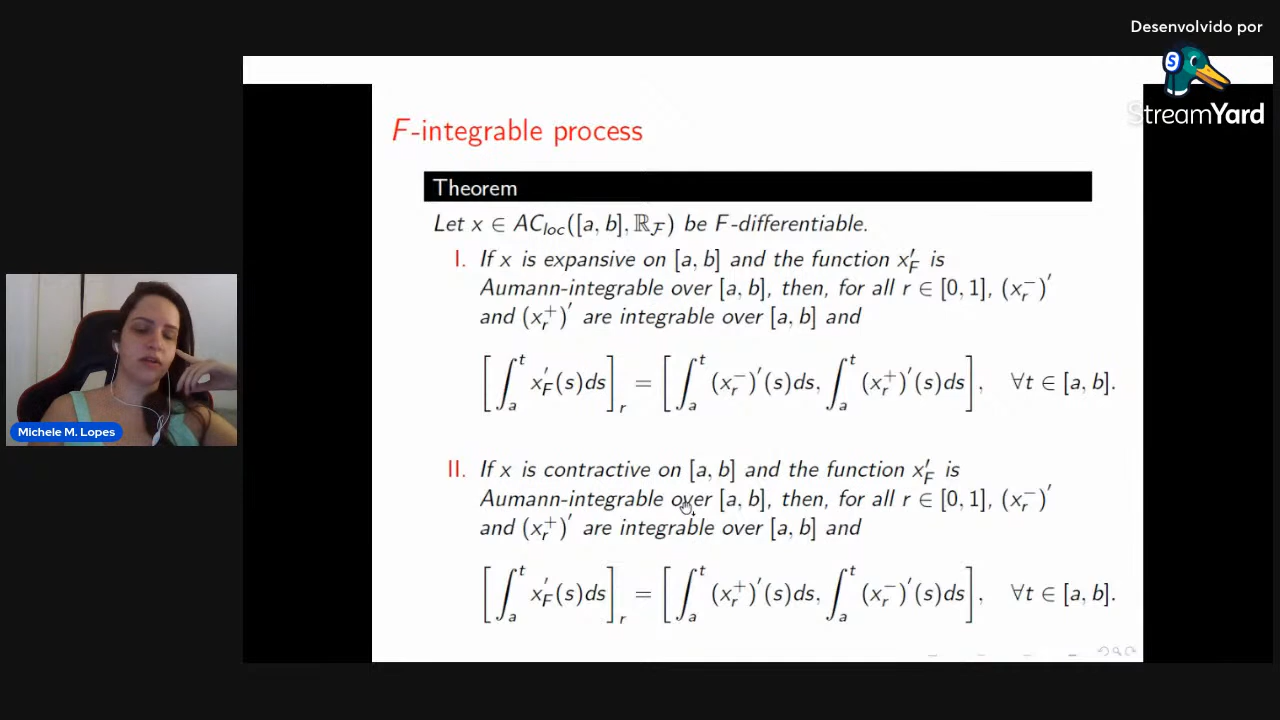 Desenvolvido por
StreamYard
F-integrable process
Theorem
Let x ∈ AC_loc([a, b], ℝ_ℱ) be F-differentiable.
I. If x is expansive on [a, b] and the function x′_F is
Aumann-integrable over [a, b], then, for all r ∈ [0, 1], (x_r^−)′
and (x_r^+)′ are integrable over [a, b] and
[∫_a^t x′_F(s)ds]_r = [∫_a^t (x_r^−)′(s)ds, ∫_a^t (x_r^+)′(s)ds], ∀t ∈ [a, b].
II. If x is contractive on [a, b] and the function x′_F is
Aumann-integrable over [a, b], then, for all r ∈ [0, 1], (x_r^−)′
and (x_r^+)′ are integrable over [a, b] and
[∫_a^t x′_F(s)ds]_r = [∫_a^t (x_r^+)′(s)ds, ∫_a^t (x_r^−)′(s)ds], ∀t ∈ [a, b].
Michele M. Lopes